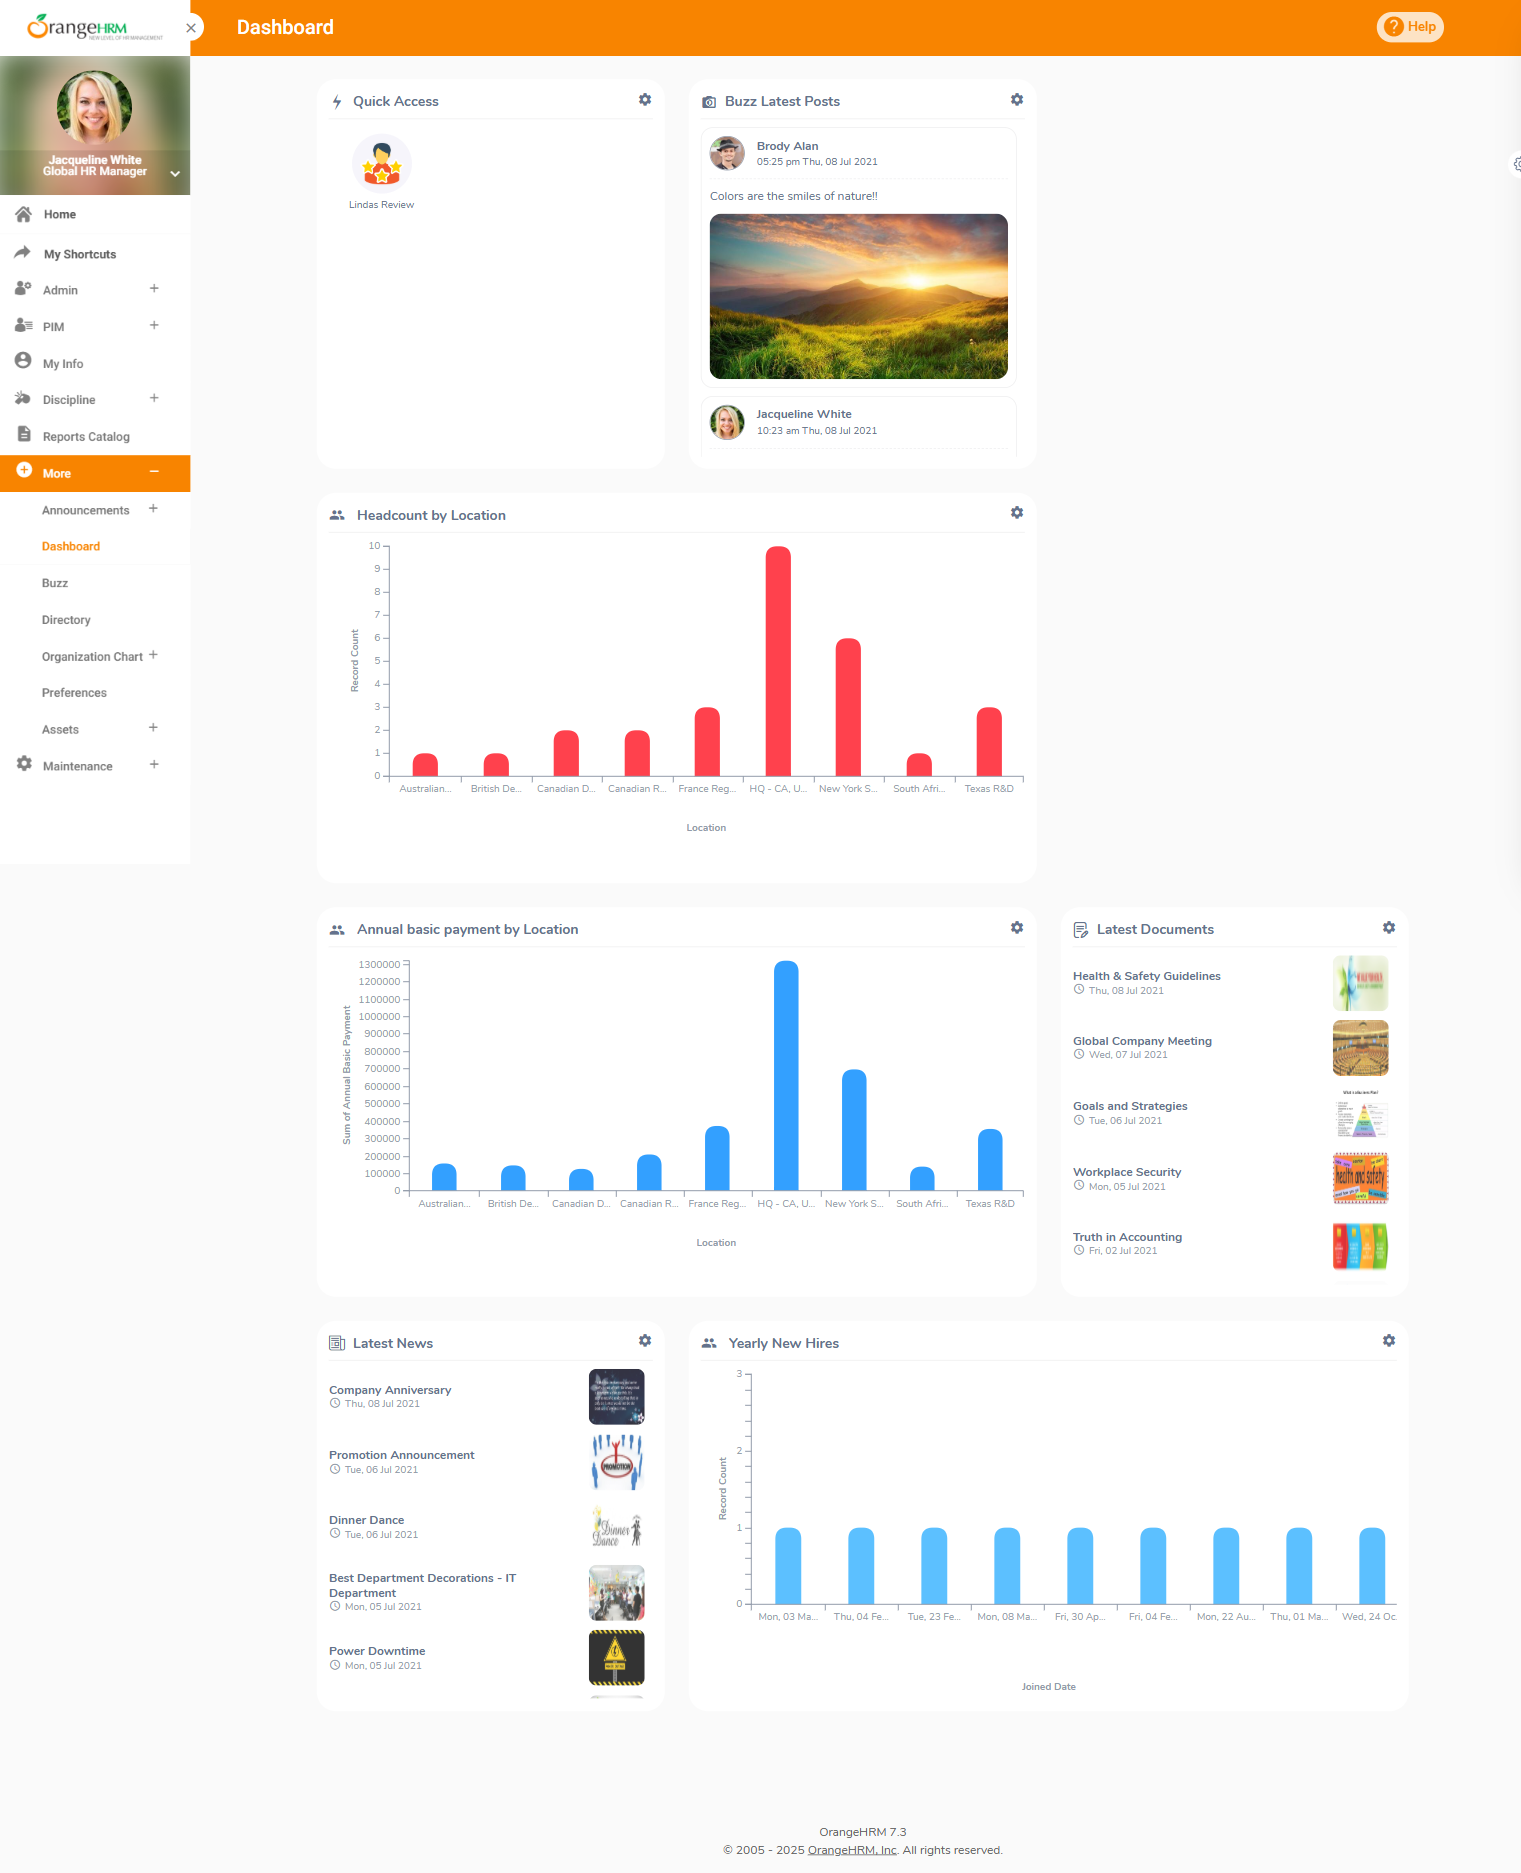 OrangeHRM
NEW LEVEL OF HR MANAGEMENT
Dashboard
Help
Jacqueline White
Global HR Manager
Home
My Shortcuts
Admin
PIM
My Info
Discipline
Reports Catalog
More
Announcements
Dashboard
Buzz
Directory
Organization Chart
Preferences
Assets
Maintenance
Quick Access
Lindas Review
Buzz Latest Posts
Brody Alan
05:25 pm Thu, 08 Jul 2021
Colors are the smiles of nature!!
Jacqueline White
10:23 am Thu, 08 Jul 2021
Headcount by Location
10
9
8
7
6
5
4
3
2
1
0
Record Count
Australian... British De... Canadian D... Canadian R... France Reg... HQ - CA, U... New York S... South Afri... Texas R&D
Location
Annual basic payment by Location
1300000
1200000
1100000
1000000
900000
800000
700000
600000
500000
400000
300000
200000
100000
0
Sum of Annual Basic Payment
Australian... British De... Canadian D... Canadian R... France Reg... HQ - CA, U... New York S... South Afri... Texas R&D
Location
Latest Documents
Health & Safety Guidelines
Thu, 08 Jul 2021
Global Company Meeting
Wed, 07 Jul 2021
Goals and Strategies
Tue, 06 Jul 2021
Workplace Security
Mon, 05 Jul 2021
health and safety
Truth in Accounting
Fri, 02 Jul 2021
Latest News
Company Anniversary
Thu, 08 Jul 2021
Promotion Announcement
Tue, 06 Jul 2021
PROMOTION
Dinner Dance
Tue, 06 Jul 2021
Dinner
Dance
Best Department Decorations - IT
Department
Mon, 05 Jul 2021
Power Downtime
Mon, 05 Jul 2021
Yearly New Hires
3
2
1
0
Record Count
Mon, 03 Ma... Thu, 04 Fe... Tue, 23 Fe... Mon, 08 Ma... Fri, 30 Ap... Fri, 04 Fe... Mon, 22 Au... Thu, 01 Ma... Wed, 24 Oc
Joined Date
OrangeHRM 7.3
© 2005 - 2025 OrangeHRM, Inc. All rights reserved.